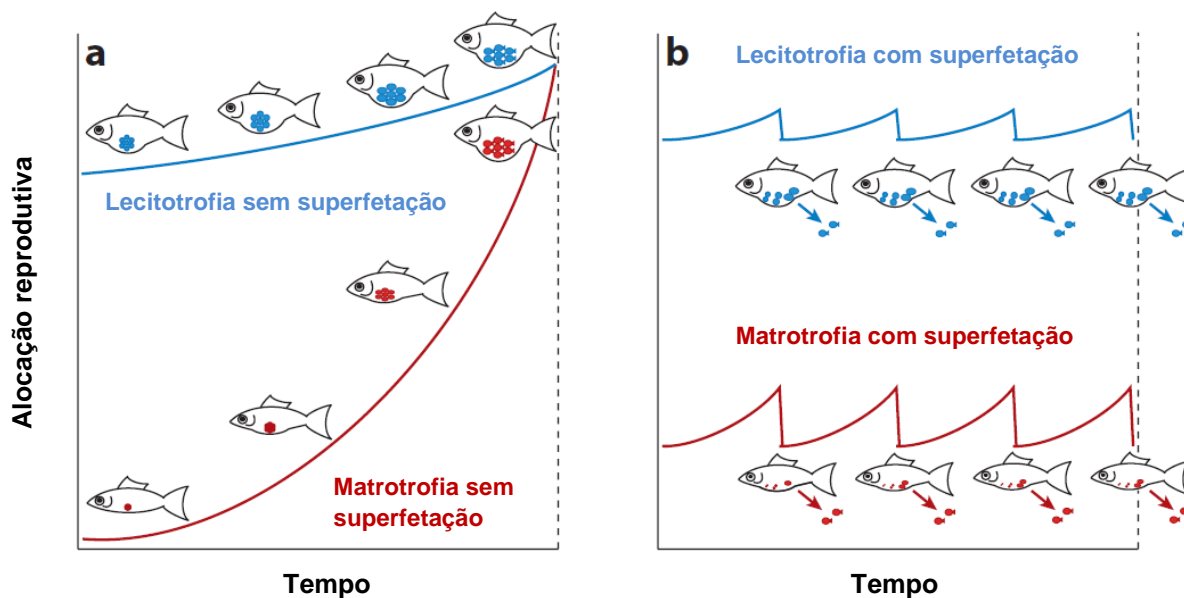 a
Lecitotrofia sem superfetação
Matrotrofia sem
superfetação
Alocação reprodutiva
Tempo
b
Lecitotrofia com superfetação
Matrotrofia com superfetação
Tempo